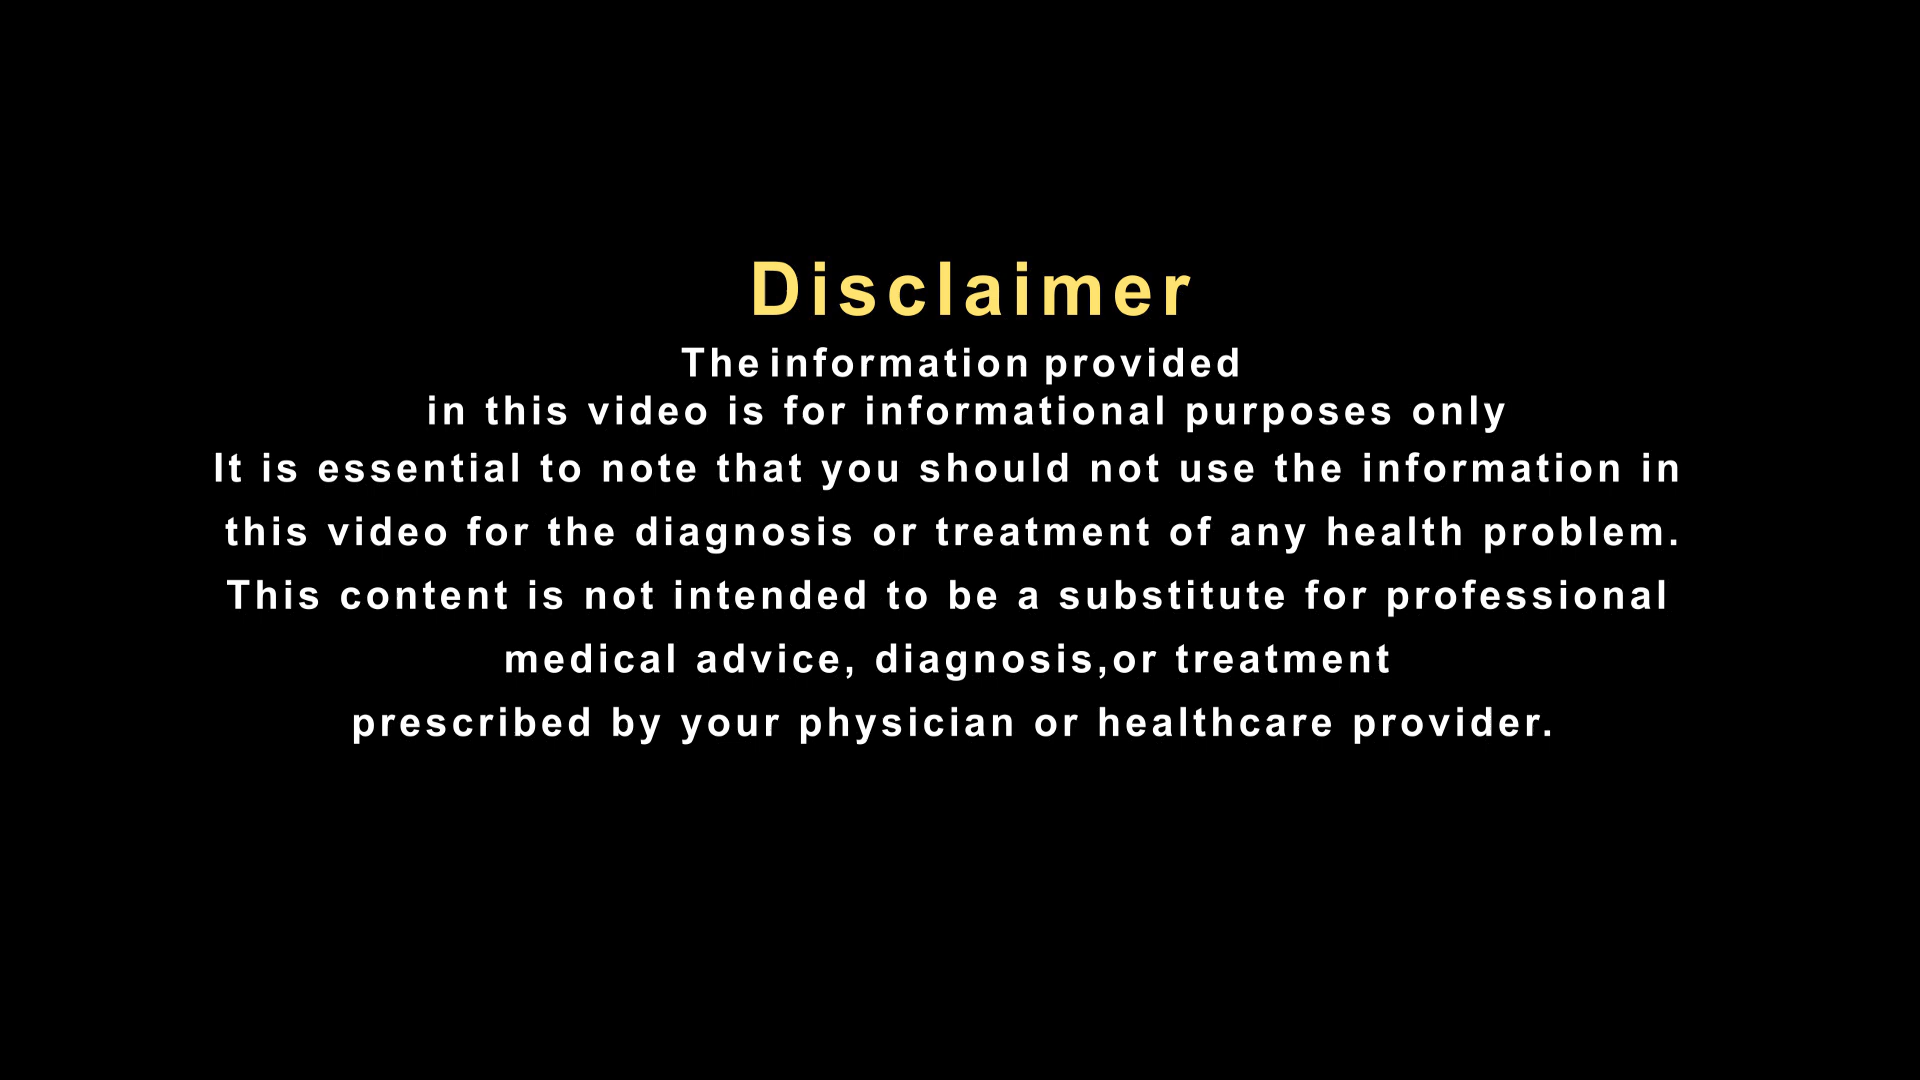 Disclaimer
The information provided
in this video is for informational purposes only
It is essential to note that you should not use the information in
this video for the diagnosis or treatment of any health problem.
This content is not intended to be a substitute for professional
medical advice, diagnosis,or treatment
prescribed by your physician or healthcare provider.